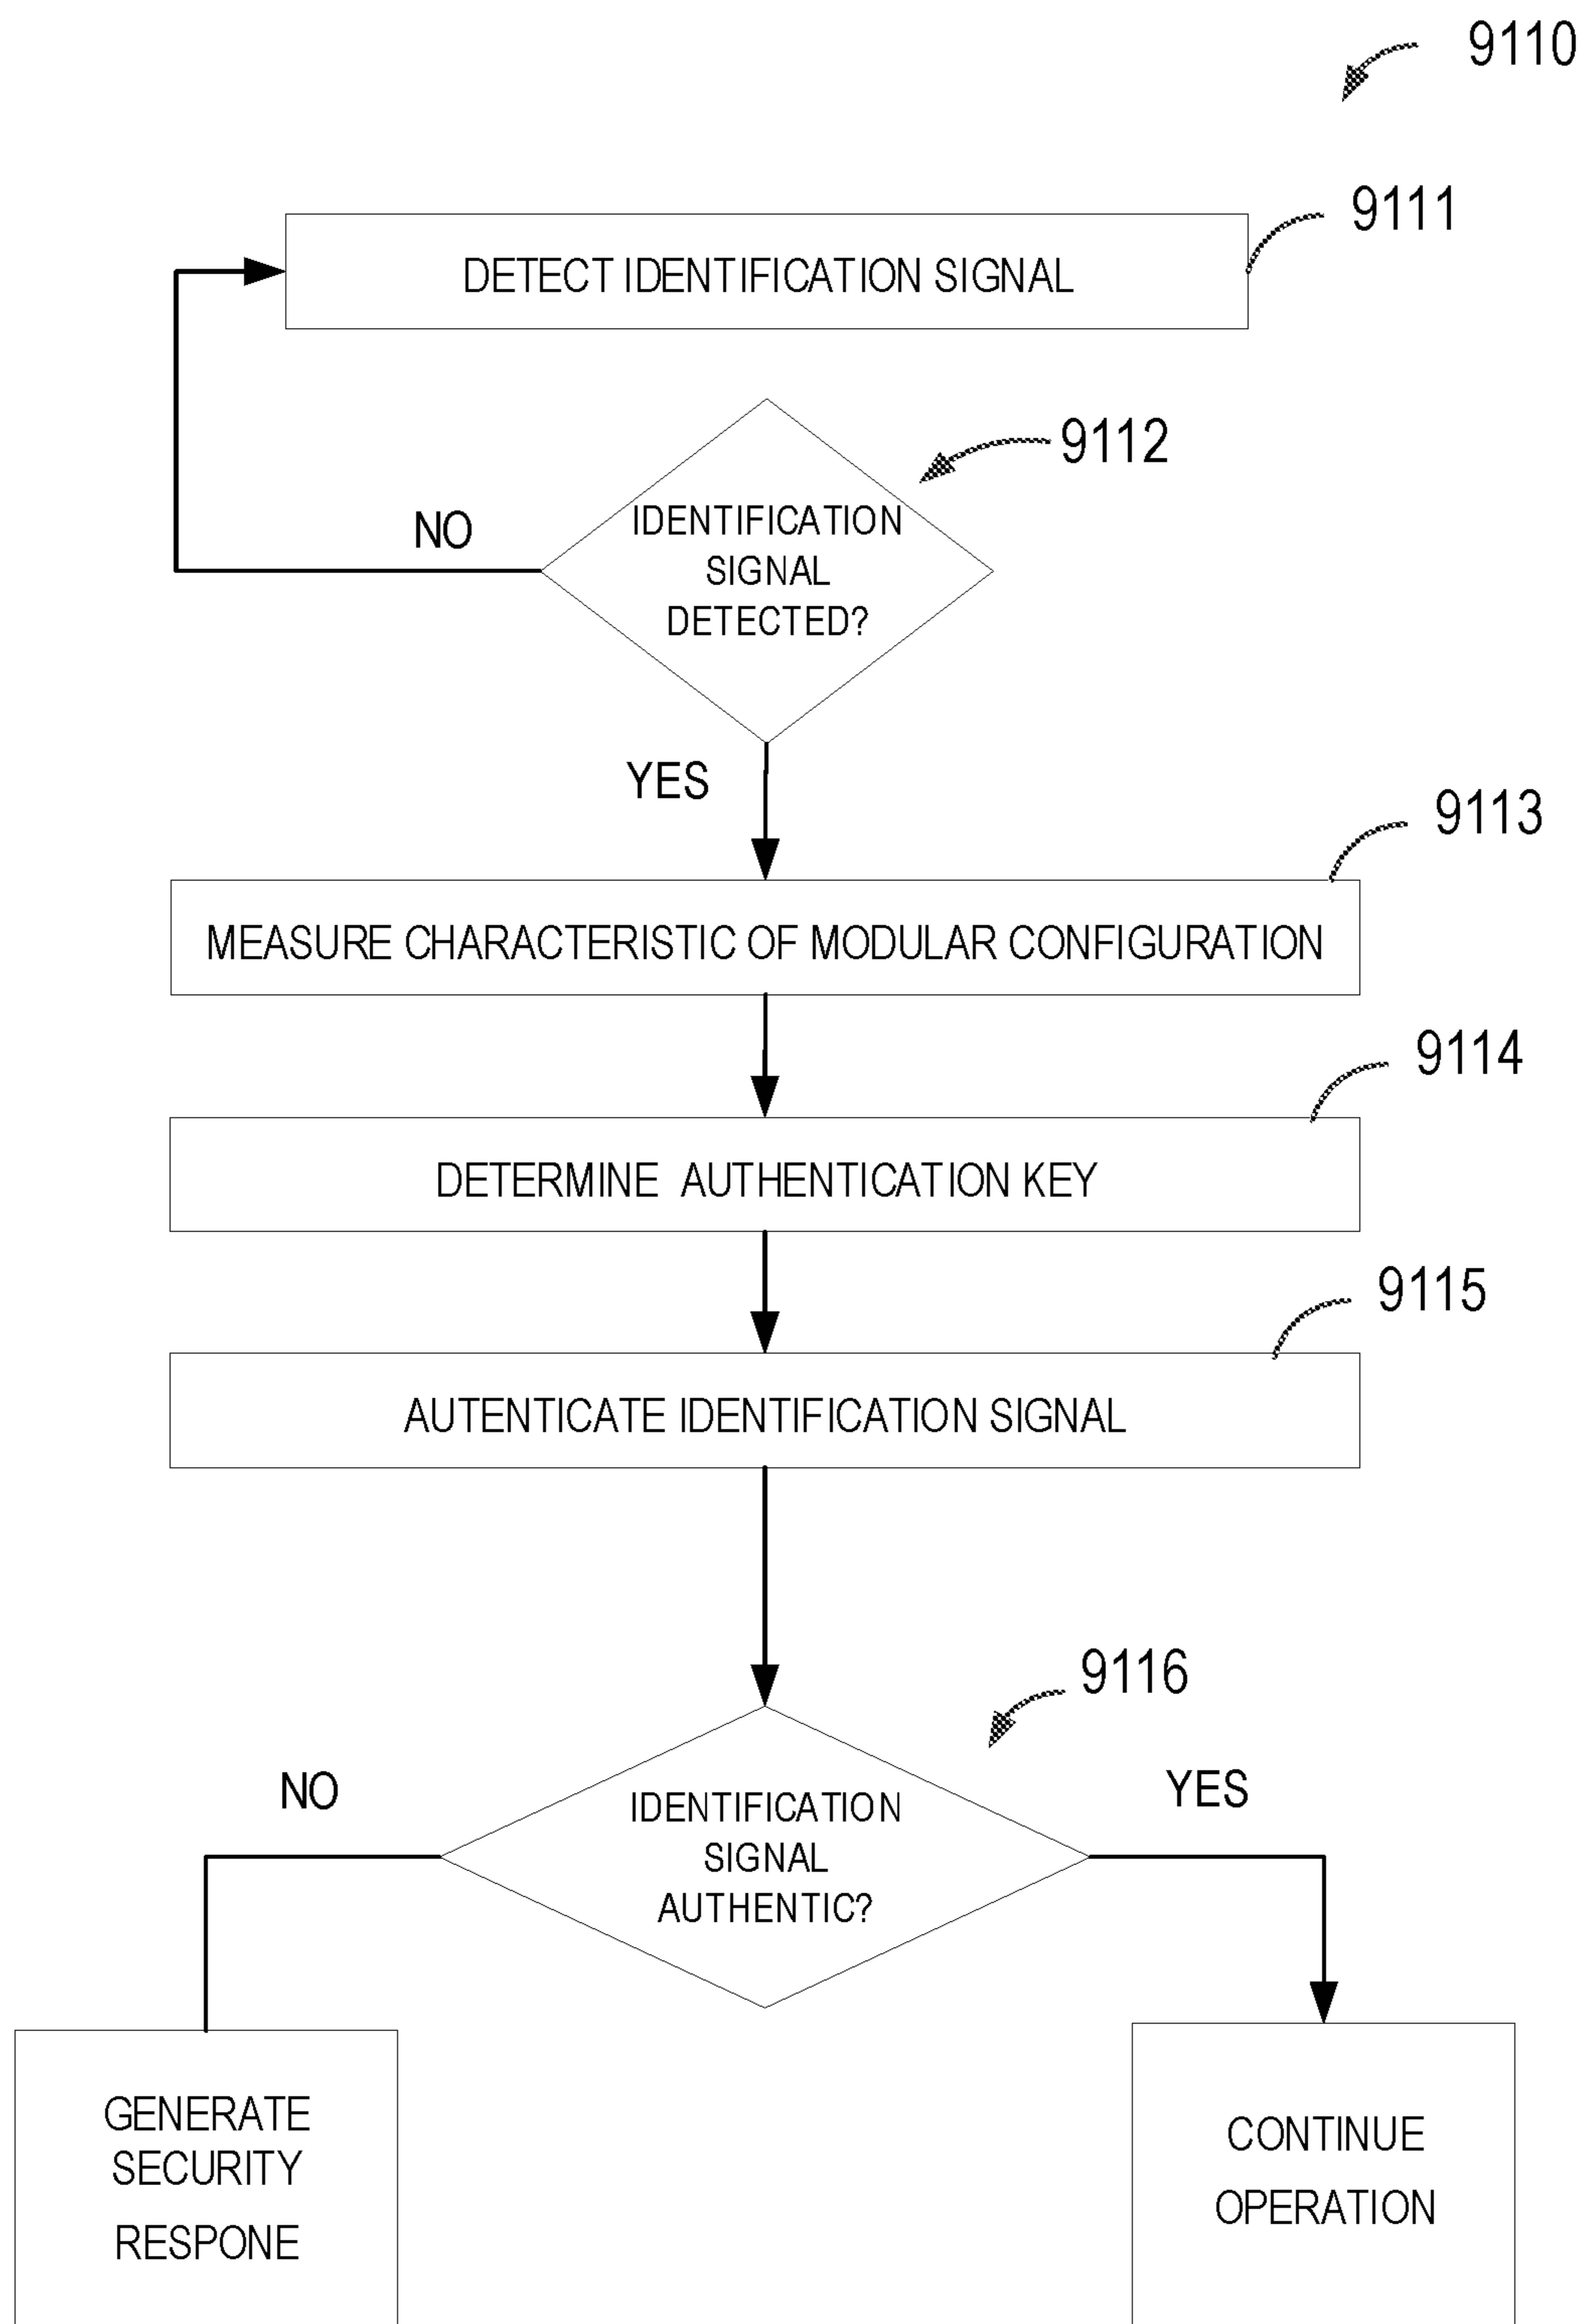 9110
9111
DETECT IDENTIFICATION SIGNAL
9112
IDENTIFICATION
SIGNAL
DETECTED?
NO
YES
9113
MEASURE CHARACTERISTIC OF MODULAR CONFIGURATION
9114
DETERMINE AUTHENTICATION KEY
9115
AUTENTICATE IDENTIFICATION SIGNAL
9116
NO
YES
IDENTIFICATION
SIGNAL
AUTHENTIC?
GENERATE
SECURITY
RESPONE
CONTINUE
OPERATION